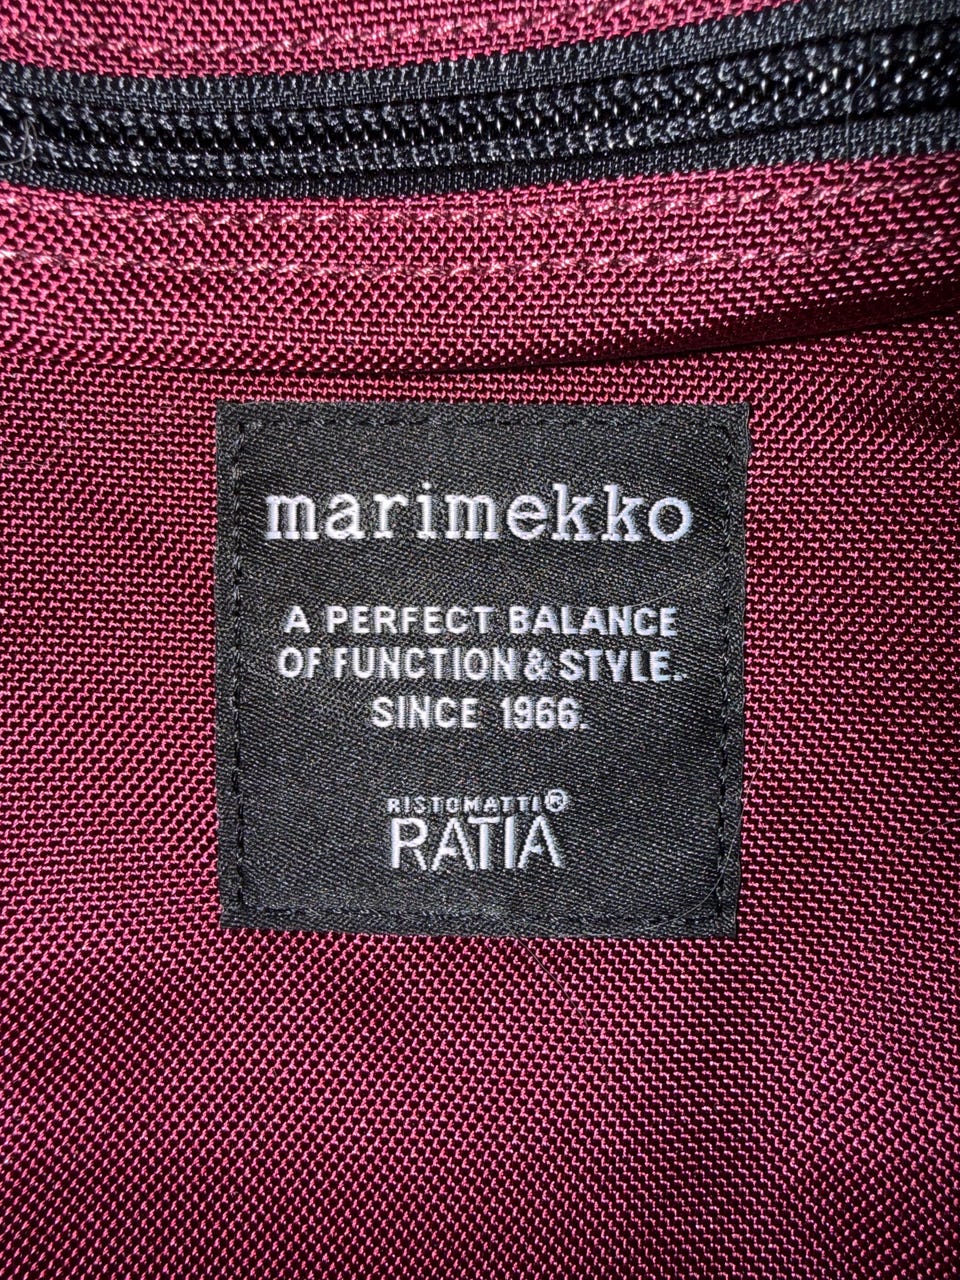 marimekko
A PERFECT BALANCE
OF FUNCTION & STYLE.
SINCE 1966.
RISTOMATTI®
RATIA